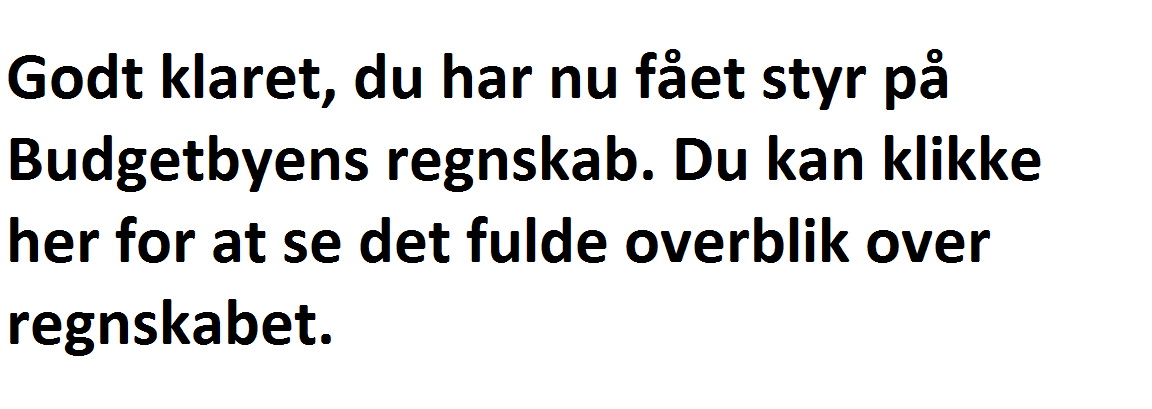 Godt klaret, du har nu fået styr på
Budgetbyens regnskab. Du kan klikke
her for at se det fulde overblik over
regnskabet.